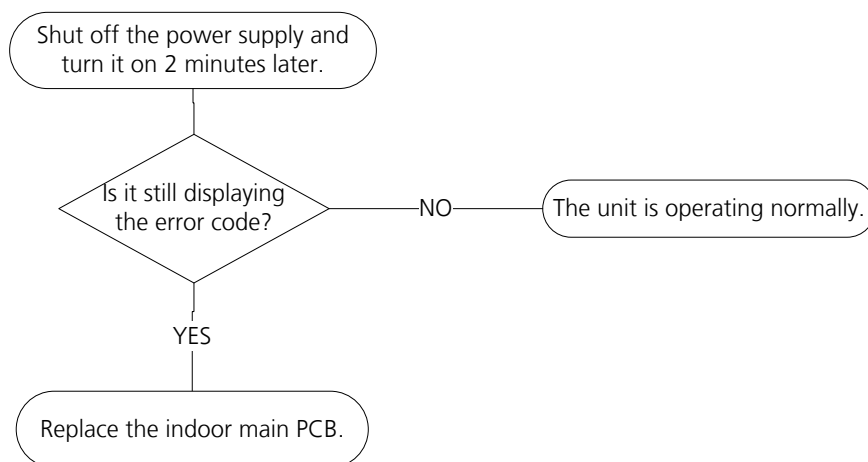 Shut off the power supply and
turn it on 2 minutes later.
Is it still displaying
the error code?
NO
The unit is operating normally.
YES
Replace the indoor main PCB.